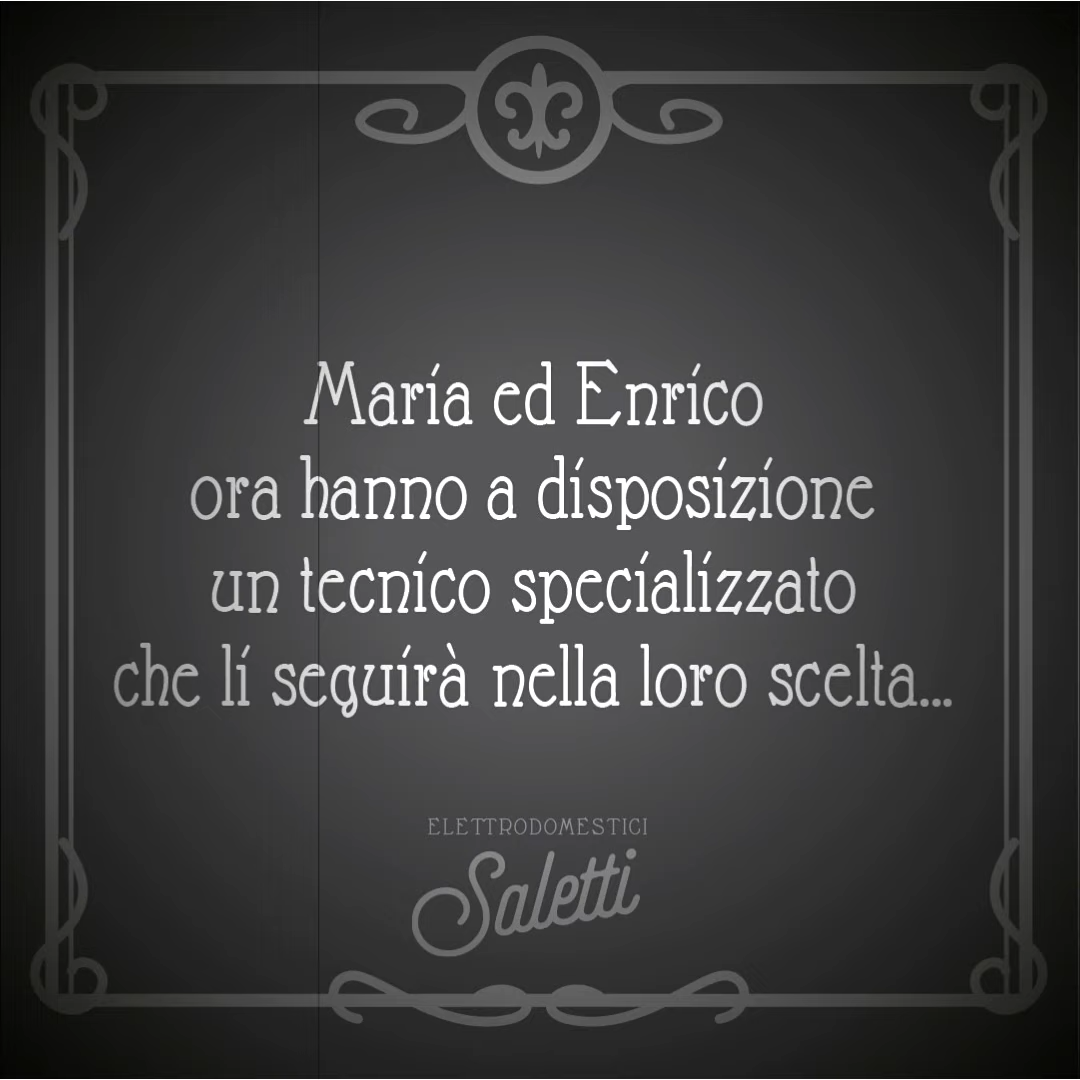 Maria ed Enrico
ora hanno a disposizione
un tecnico specializzato
che li seguirà nella loro scelta...
ELETTRODOMESTICI
Saletti